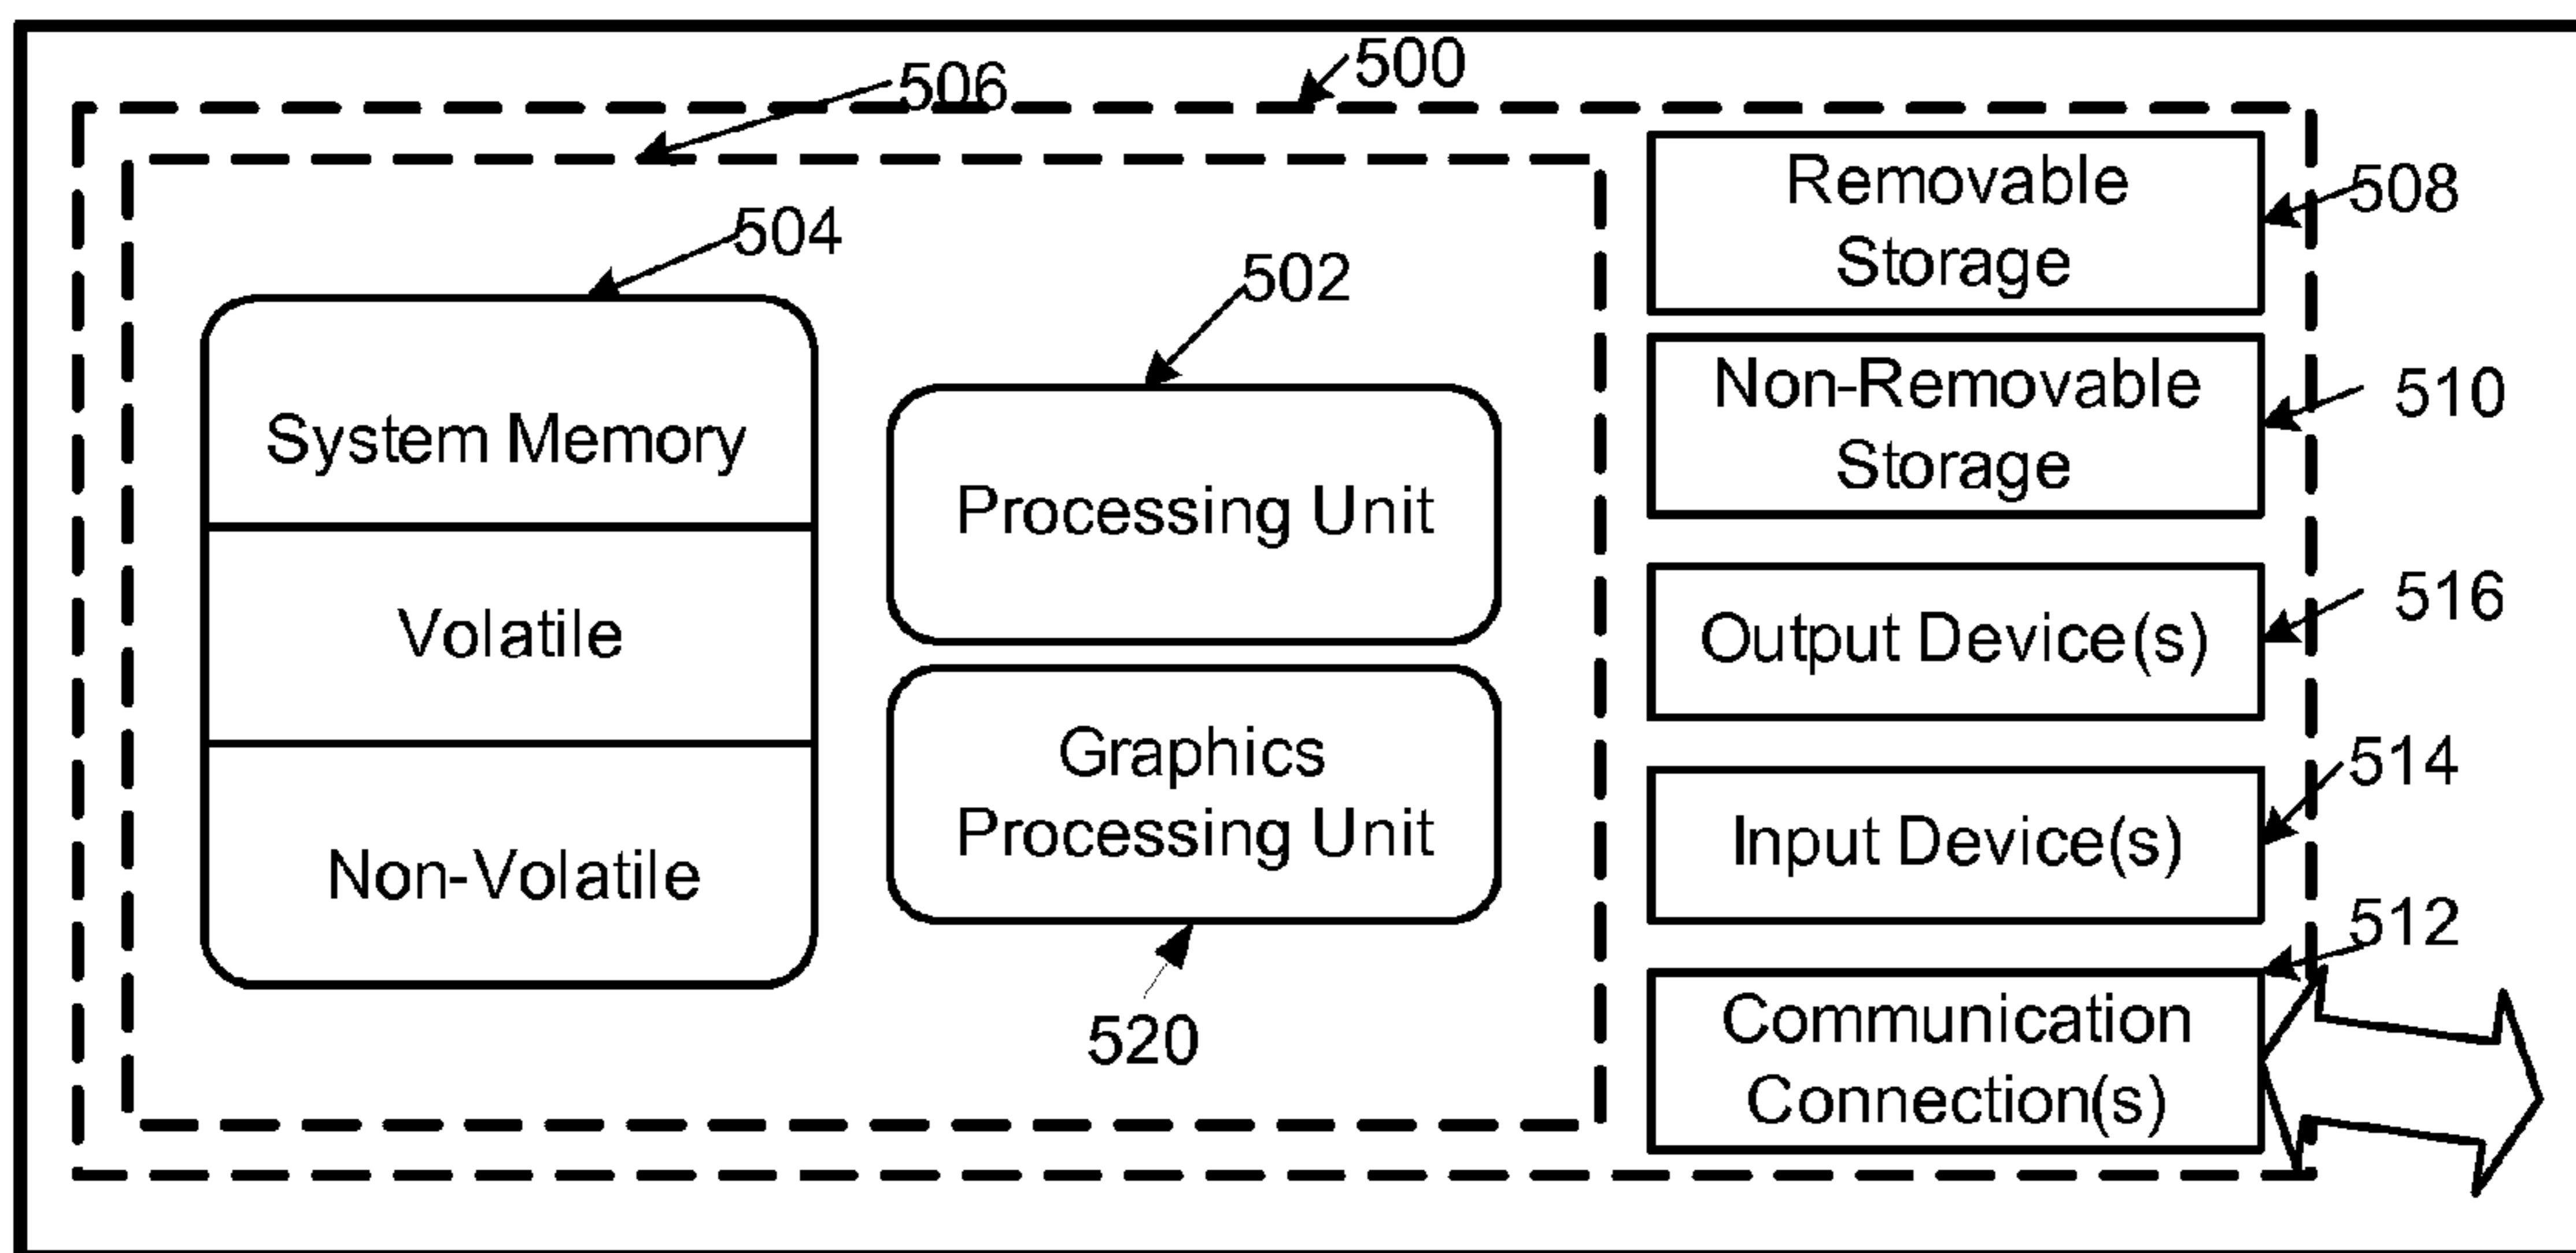 500
506
Removable
Storage
508
504
502
Non-Removable
Storage
510
System Memory
Processing Unit
Output Device(s)
516
Volatile
Graphics
Processing Unit
Input Device(s)
514
Non-Volatile
512
520
Communication
Connection(s)